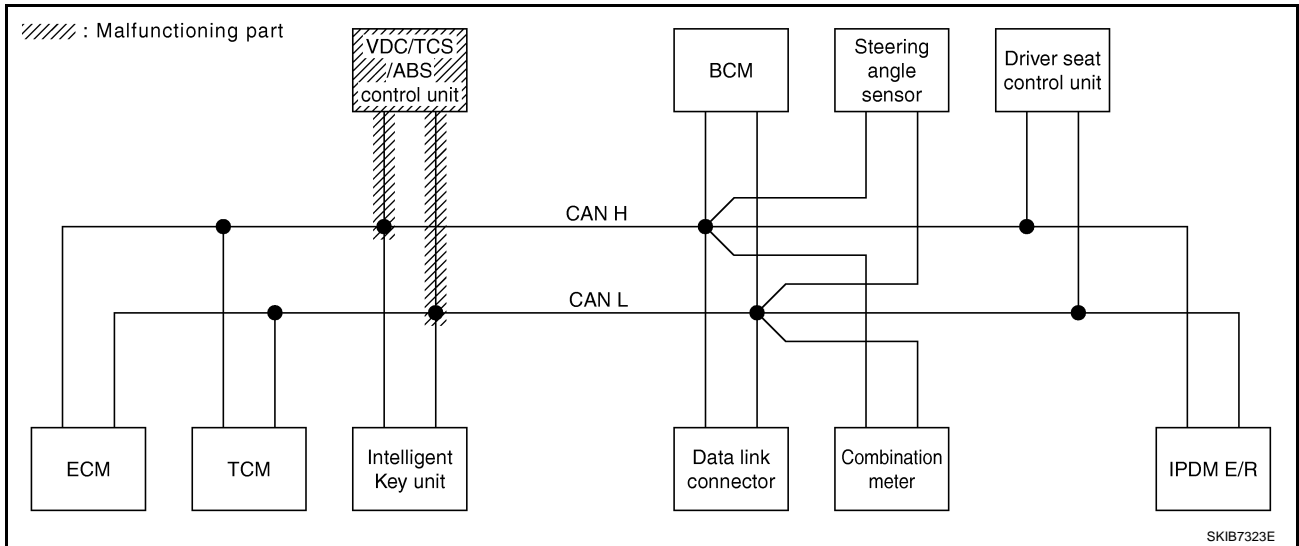 : Malfunctioning part
VDC/TCS
/ABS
control unit
BCM
Steering
angle
sensor
Driver seat
control unit
CAN H
CAN L
ECM
TCM
Intelligent
Key unit
Data link
connector
Combination
meter
IPDM E/R
SKIB7323E